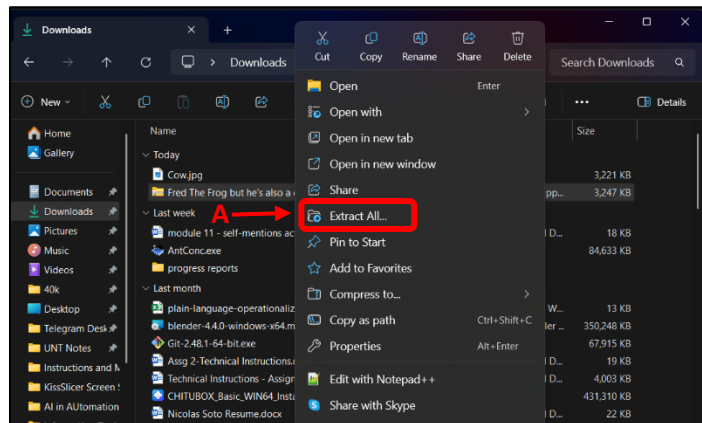 Downloads
Cut Copy Rename Share Delete
Downloads
Search Downloads
New
Details
Home
Gallery
Documents
Downloads
Pictures
Music
Videos
40k
Desktop
Telegram Desk
UNT Notes
Instructions and
KissSlicer Screen
AI in AUtomation
Name
Size
Today
Cow.jpg
3,221 KB
Fred The Frog but he's also a
pp...
3,247 KB
Last week
module 11 - self-mentions ac
D...
18 KB
AntConc.exe
84,633 KB
progress reports
Last month
plain-language-operationaliz
W...
13 KB
blender-4.4.0-windows-x64.m
ler ...
350,248 KB
Git-2.48.1-64-bit.exe
67,915 KB
Assg 2-Technical Instructions.
D...
19 KB
Technical Instructions - Assign
D...
4,003 KB
CHITUBOX_Basic_WIN64_Insta
431,310 KB
Nicolas Soto Resume.docx
D...
22 KB
Open Enter
Open with
Open in new tab
Open in new window
Share
A
Extract All...
Pin to Start
Add to Favorites
Compress to...
Copy as path Ctrl+Shift+C
Properties Alt+Enter
Edit with Notepad++
Share with Skype